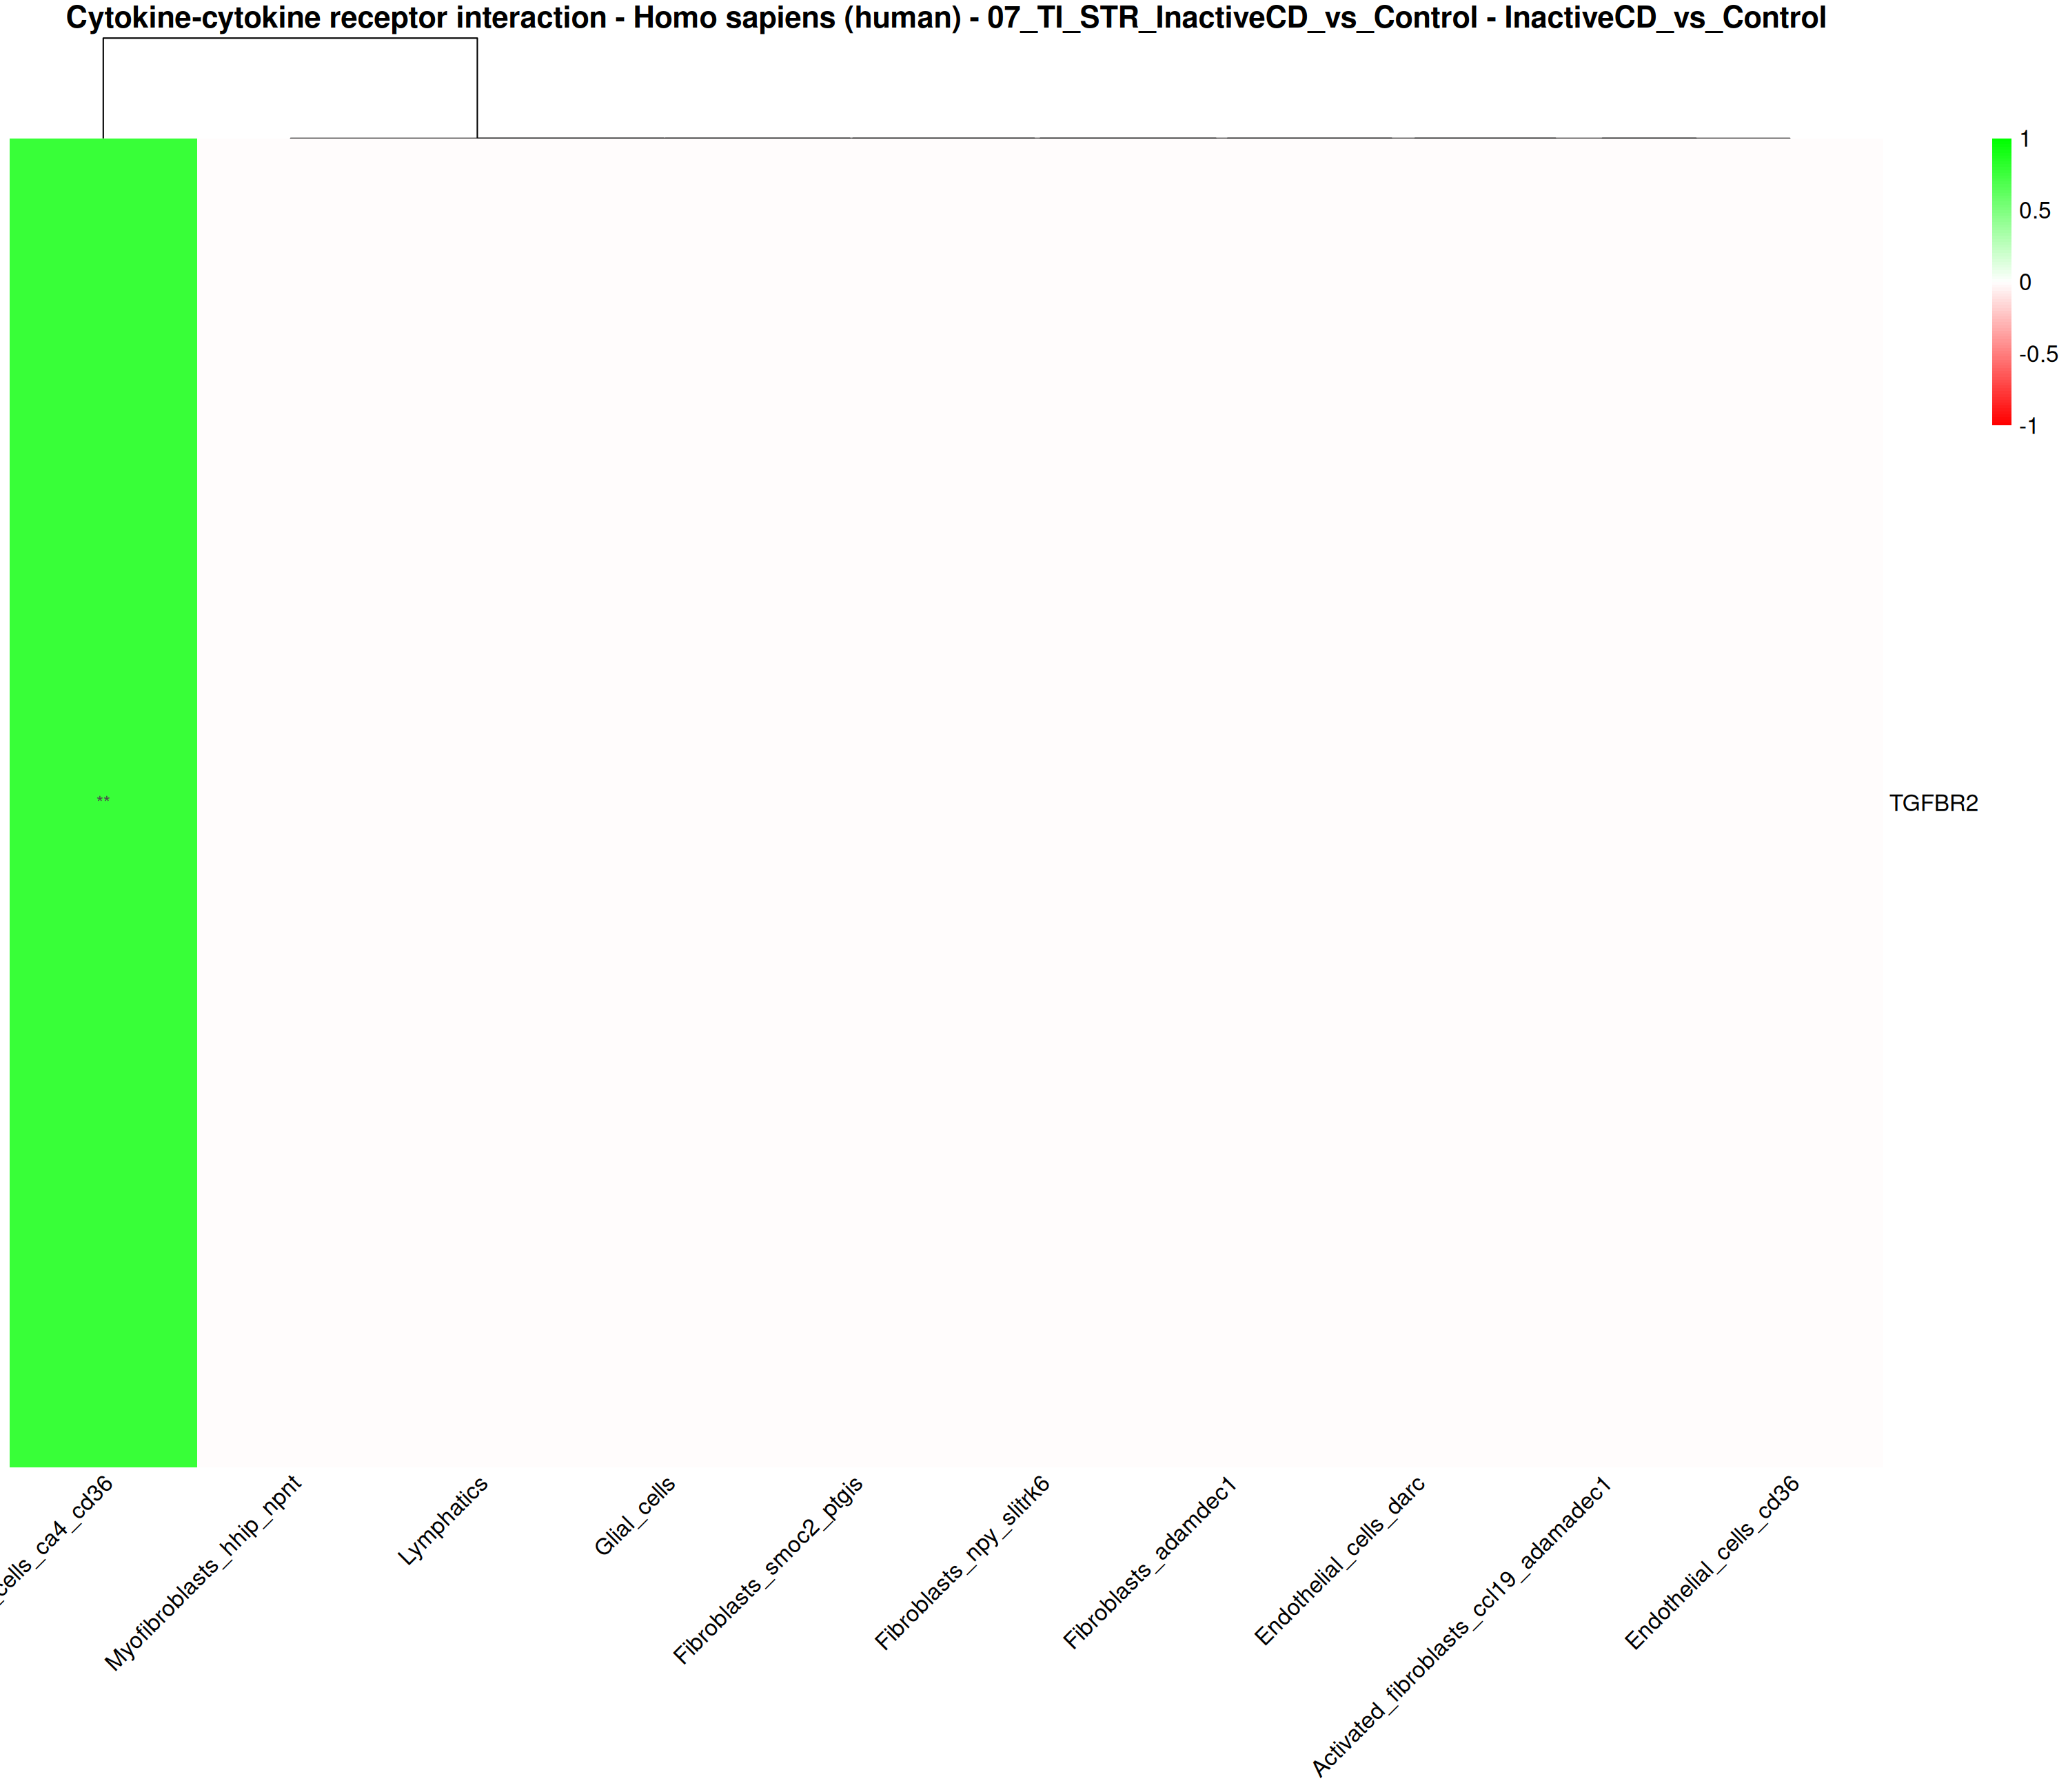 Cytokine-cytokine receptor interaction - Homo sapiens (human) - 07_TI_STR_InactiveCD_vs_Control - InactiveCD_vs_Control
1
0.5
0
-0.5
-1
**
TGFBR2
_cells_ca4_cd36
Myofibroblasts_hhip_npnt
Lymphatics
Glial_cells
Fibroblasts_smoc2_ptgis
Fibroblasts_npy_slitrk6
Fibroblasts_adamdec1
Endothelial_cells_darc
Activated_fibroblasts_ccl19_adamadec1
Endothelial_cells_cd36